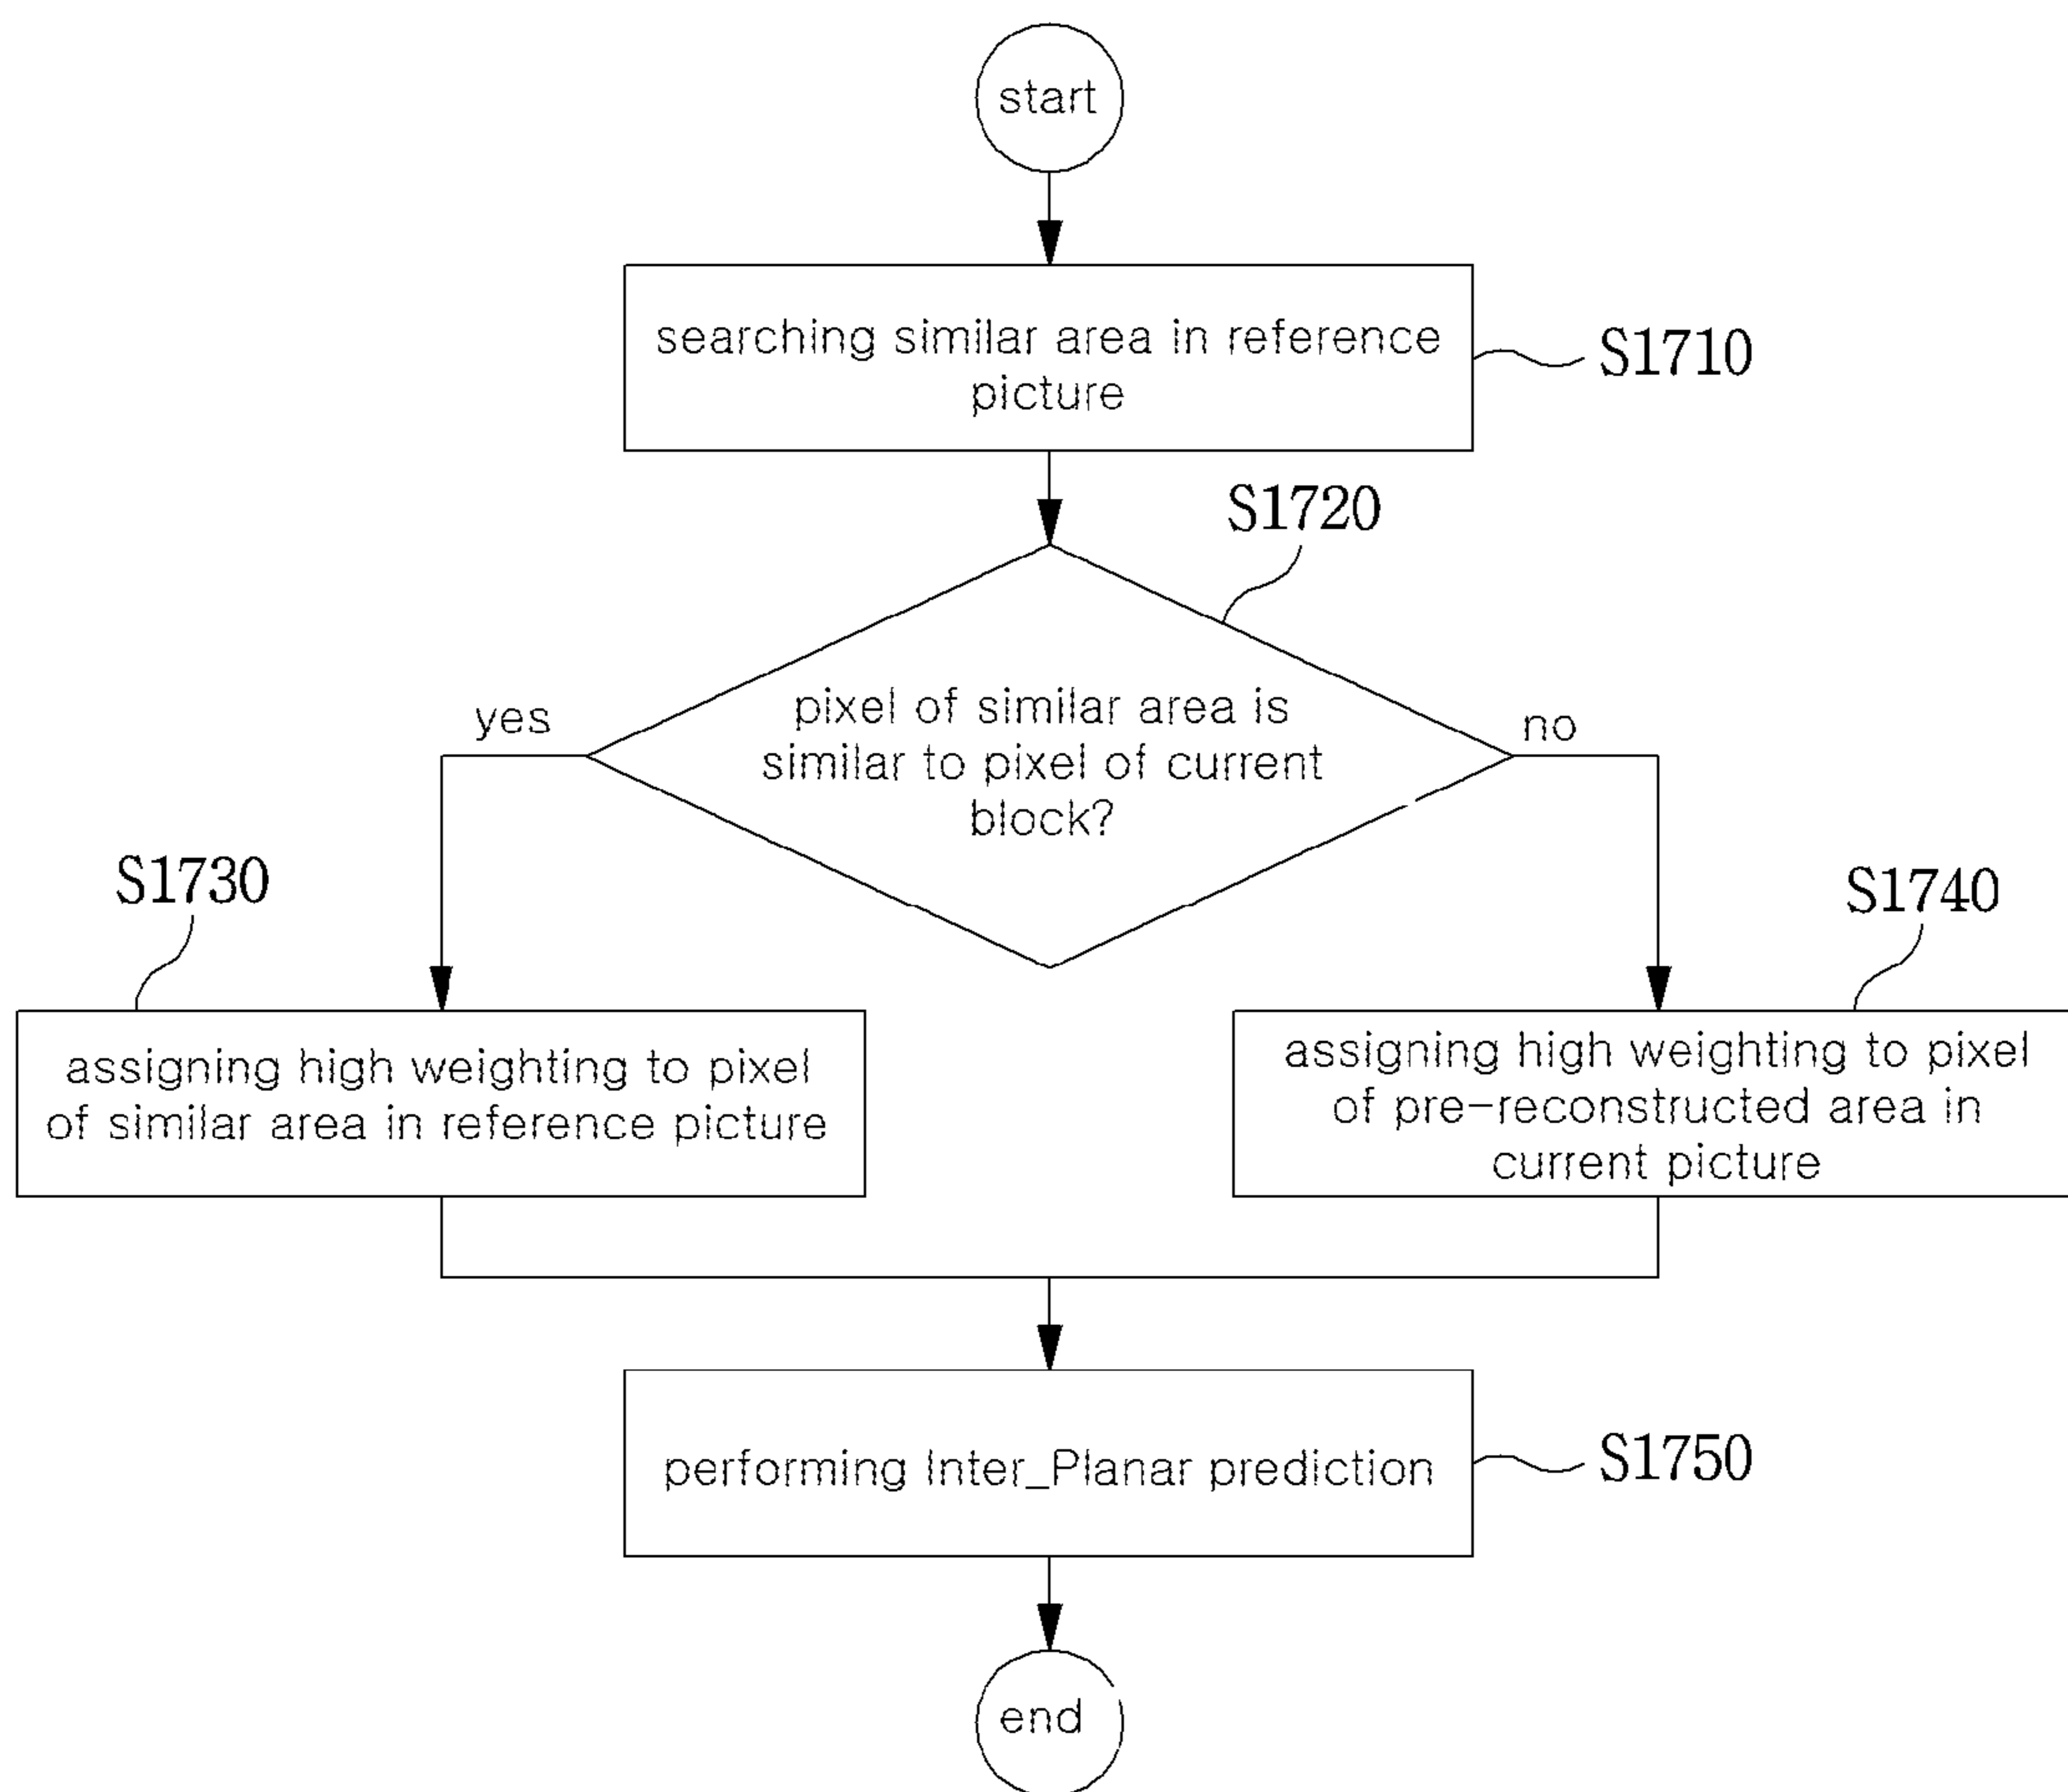 start
searching similar area in reference
picture
S1710
S1720
pixel of similar area is
similar to pixel of current
block?
yes
no
S1730
S1740
assigning high weighting to pixel
of similar area in reference picture
assigning high weighting to pixel
of pre-reconstructed area in
current picture
performing Inter_Planar prediction
S1750
end